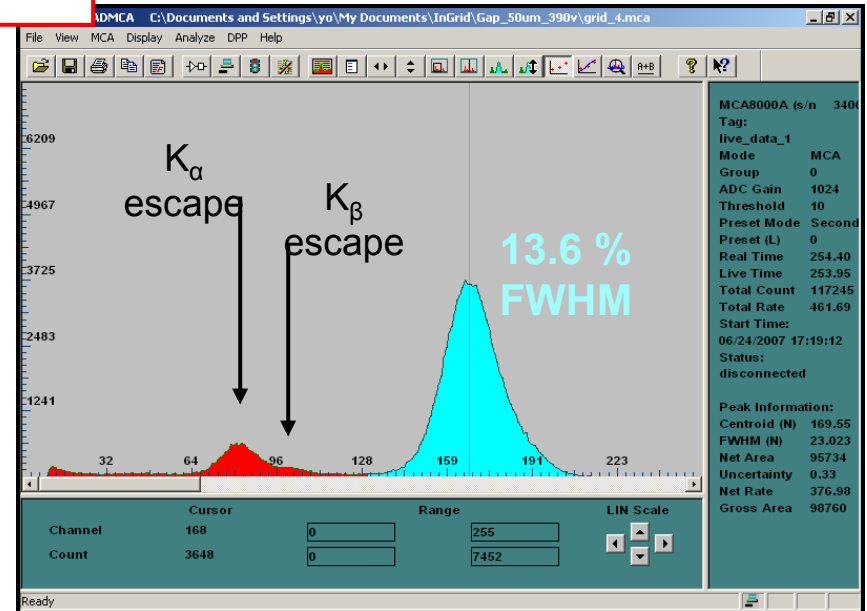 ADMCA C:\Documents and Settings\yo\My Documents\InGrid\Gap_50um_390v\grid_4.mca
File View MCA Display Analyze DPP Help
A+B
6209
4967
3725
2483
1241
Kα
escape
Kβ
escape
13.6 %
FWHM
32 64 96 128 159 191 223
MCA8000A (s/n 3406
Tag:
live_data_1
Mode MCA
Group 0
ADC Gain 1024
Threshold 10
Preset Mode Second
Preset (L) 0
Real Time 254.40
Live Time 253.95
Total Count 117245
Total Rate 461.69
Start Time:
06/24/2007 17:19:12
Status:
disconnected
Peak Information:
Centroid (N) 169.55
FWHM (N) 23.023
Net Area 95734
Uncertainty 0.33
Net Rate 376.98
Gross Area 98760
Cursor Range LIN Scale
Channel 168 0 255
Count 3648 0 7452
Ready